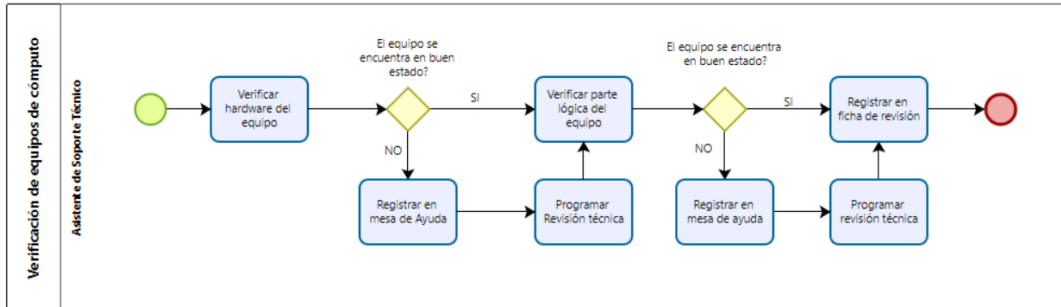 Verificación de equipos de cómputo
Asistente de Soporte Técnico
Verificar
hardware del
equipo
El equipo se
encuentra en buen
estado?
SI
NO
Registrar en
mesa de Ayuda
Programar
Revisión técnica
Verificar parte
lógica del
equipo
El equipo se encuentra
en buen estado?
SI
NO
Registrar en
mesa de ayuda
Programar
revisión técnica
Registrar en
ficha de revisión